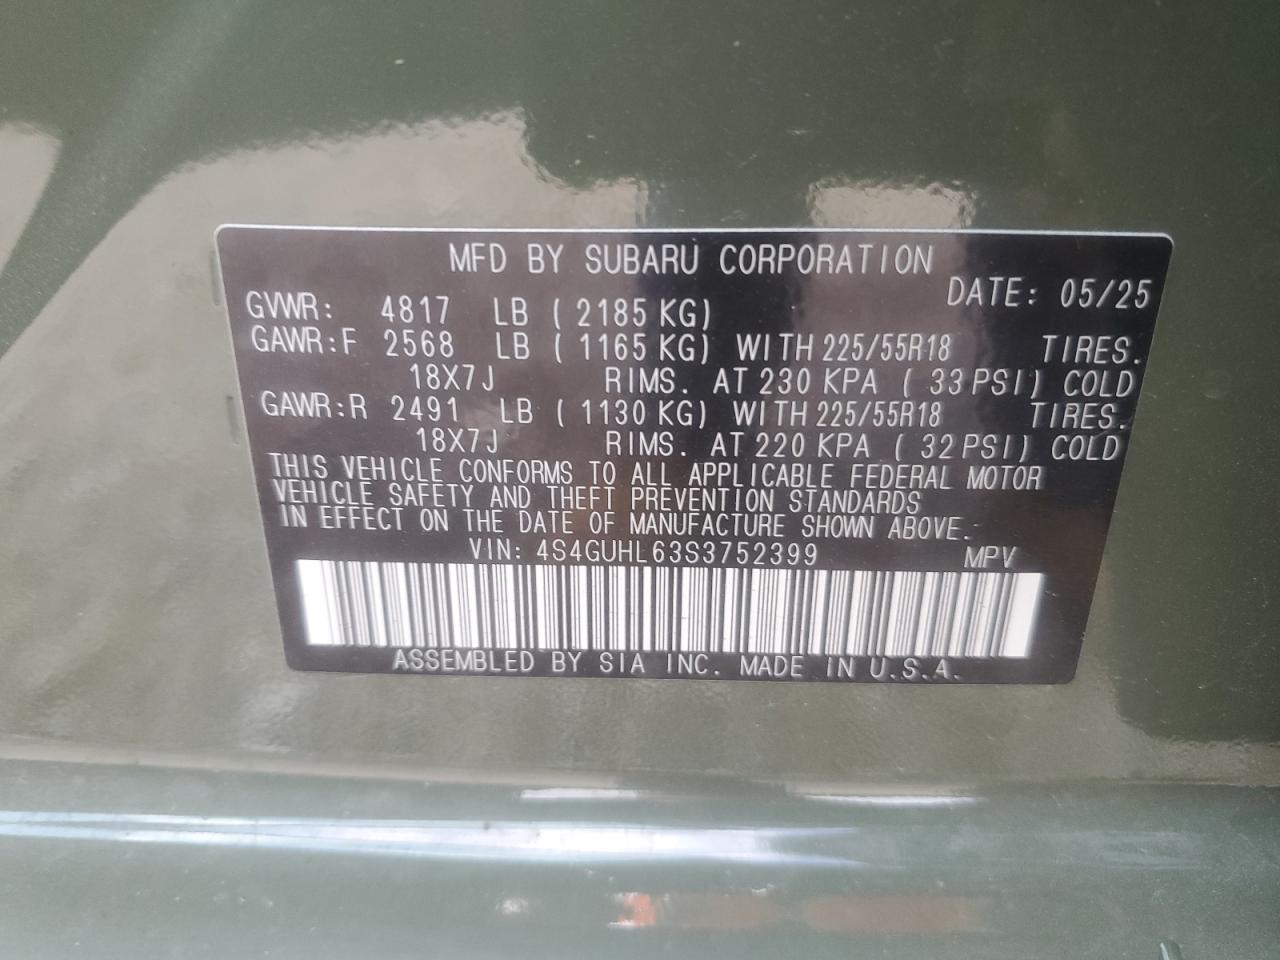 MFD BY SUBARU CORPORATION
DATE: 05/25
GVWR: 4817 LB (2185 KG)
GAWR:F 2568 LB (1165 KG) WITH 225/55R18 TIRES.
18X7J RIMS. AT 230 KPA (33 PSI) COLD
GAWR:R 2491 LB (1130 KG) WITH 225/55R18 TIRES.
18X7J RIMS. AT 220 KPA (32 PSI) COLD
THIS VEHICLE CONFORMS TO ALL APPLICABLE FEDERAL MOTOR
VEHICLE SAFETY AND THEFT PREVENTION STANDARDS
IN EFFECT ON THE DATE OF MANUFACTURE SHOWN ABOVE.
VIN: 4S4GUHL63S3752399 MPV
ASSEMBLED BY SIA INC. MADE IN U.S.A.